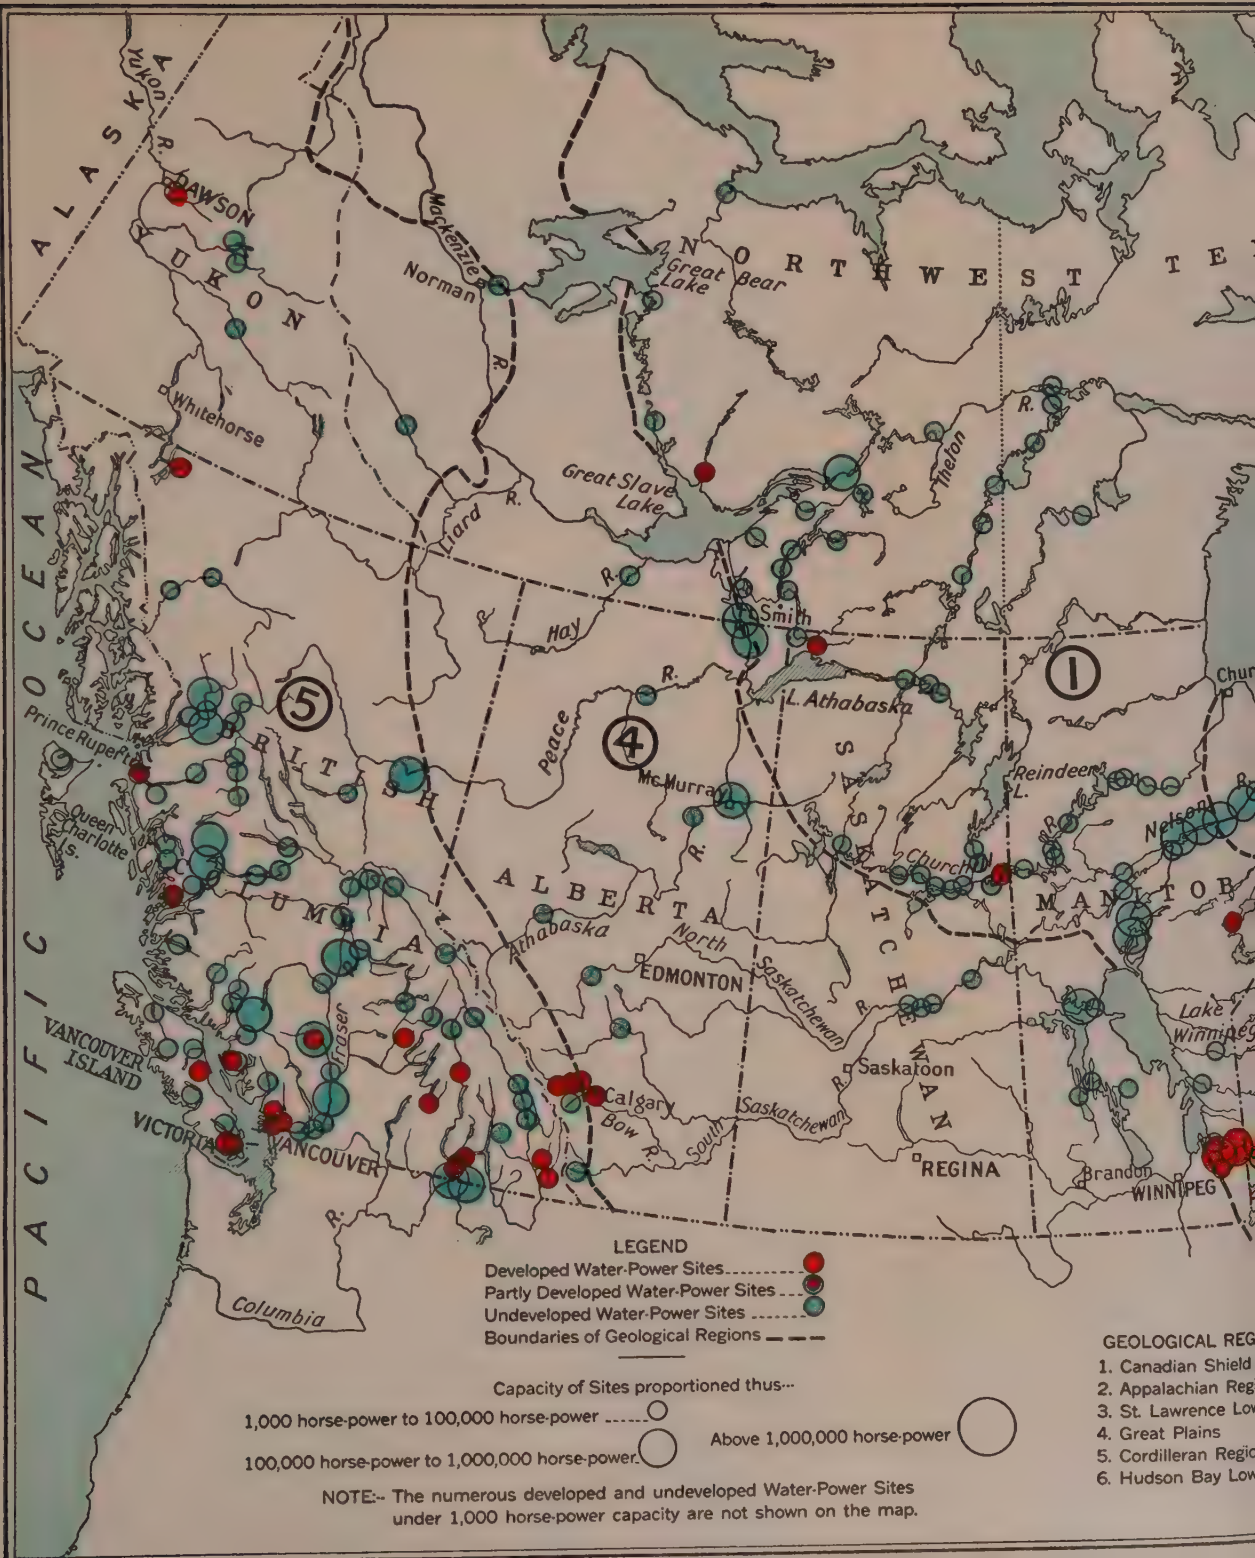 ALASKA
Yukon
R.
DAWSON
YUKON
Mackenzie
Norman
R.
NORTHWEST TE
Great Bear
Lake
Whitehorse
Great Slave
Lake
Liard
R.
Thelon
R.
Hay
R.
Smith
L. Athabaska
Peace
R.
5
4
1
Chur
Prince Rupert
Queen
Charlotte
Is.
BRITISH
COLUMBIA
Mc Murray
R.
Reindeer
L.
Nelson
R.
Churchill
R.
ALBERTA
Athabaska
SASKATCHEWAN
MANITOB
North
Saskatchewan
R.
EDMONTON
Lake
Winnipeg
VANCOUVER
ISLAND
Fraser
VICTORIA
VANCOUVER
Calgary
Bow
R.
South
Saskatchewan
R.
Saskatoon
REGINA
Brandon
WINNIPEG
R.
Columbia
PACIFIC OCEAN
LEGEND
Developed Water-Power Sites
Partly Developed Water-Power Sites
Undeveloped Water-Power Sites
Boundaries of Geological Regions
Capacity of Sites proportioned thus
1,000 horse-power to 100,000 horse-power
100,000 horse-power to 1,000,000 horse-power
Above 1,000,000 horse-power
NOTE:- The numerous developed and undeveloped Water-Power Sites
under 1,000 horse-power capacity are not shown on the map.
GEOLOGICAL REG
1. Canadian Shield
2. Appalachian Reg
3. St. Lawrence Low
4. Great Plains
5. Cordilleran Regio
6. Hudson Bay Low